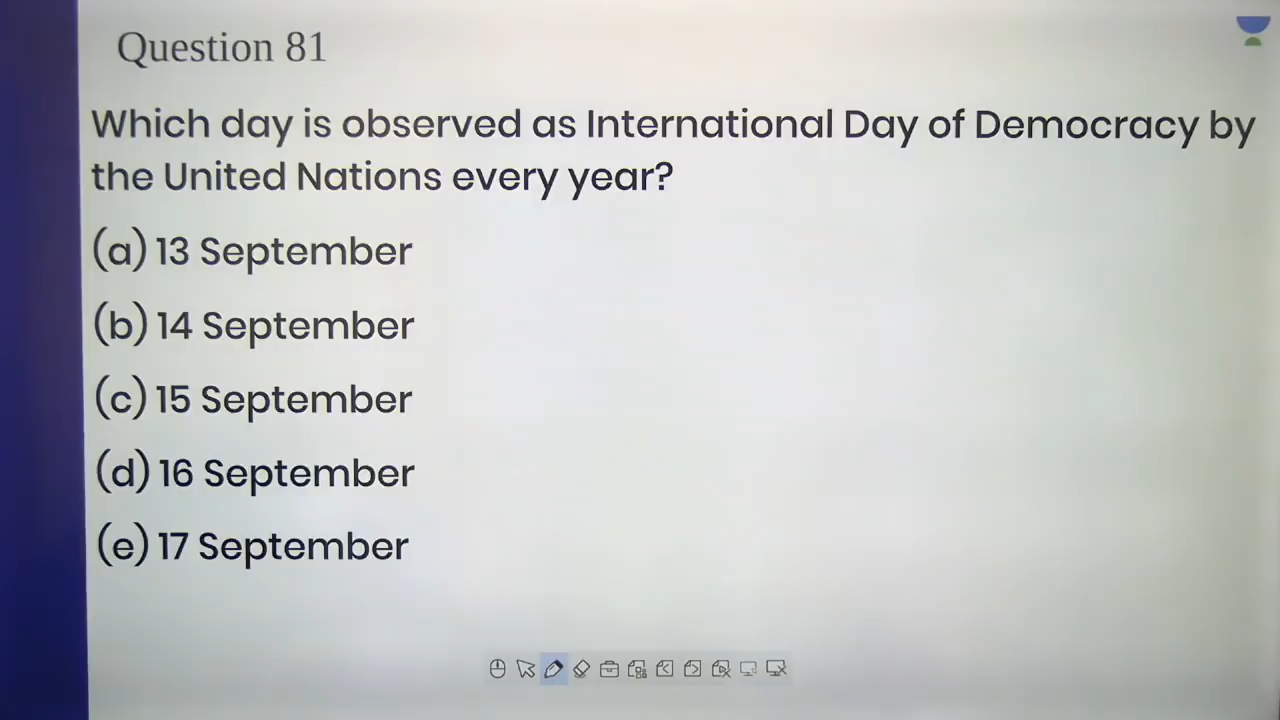 Question 81
Which day is observed as International Day of Democracy by
the United Nations every year?
(a) 13 September
(b) 14 September
(c) 15 September
(d) 16 September
(e) 17 September